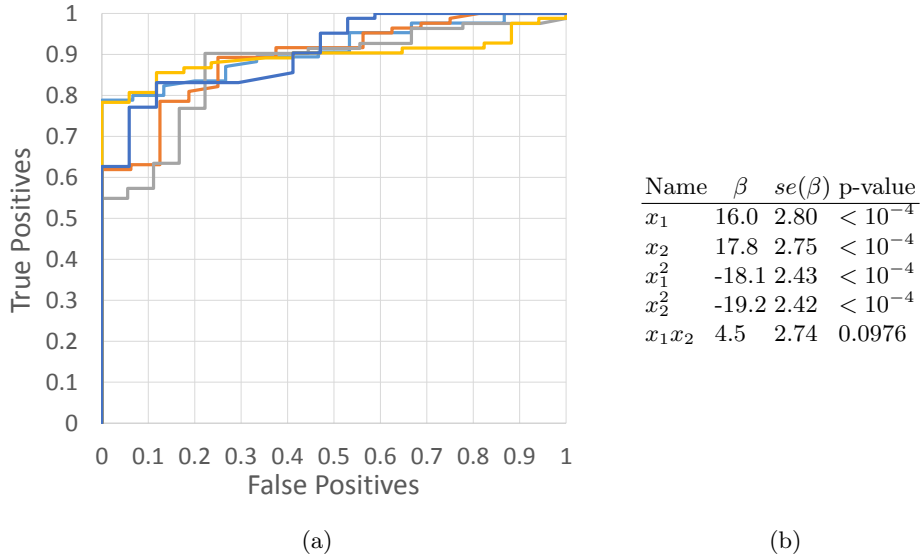 True Positives
1
0.9
0.8
0.7
0.6
0.5
0.4
0.3
0.2
0.1
0
0 0.1 0.2 0.3 0.4 0.5 0.6 0.7 0.8 0.9 1
False Positives
(a)
Name β se(β) p-value
x₁ 16.0 2.80 < 10⁻⁴
x₂ 17.8 2.75 < 10⁻⁴
x₁² -18.1 2.43 < 10⁻⁴
x₂² -19.2 2.42 < 10⁻⁴
x₁x₂ 4.5 2.74 0.0976
(b)